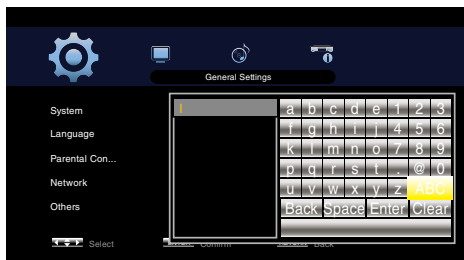 General Settings
System
Language
Parental Con...
Network
Others
a b c d e 1 2 3
f g h i j 4 5 6
k l m n o 7 8 9
p q r s t . @ 0
u v w x y z ABC
Back Space Enter Clear
Select
Confirm
Back